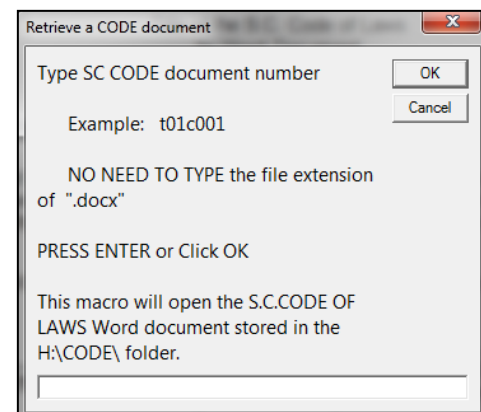 Retrieve a CODE document
Type SC CODE document number
OK
Cancel
Example: t01c001
NO NEED TO TYPE the file extension
of ".docx"
PRESS ENTER or Click OK
This macro will open the S.C.CODE OF
LAWS Word document stored in the
H:\CODE\ folder.